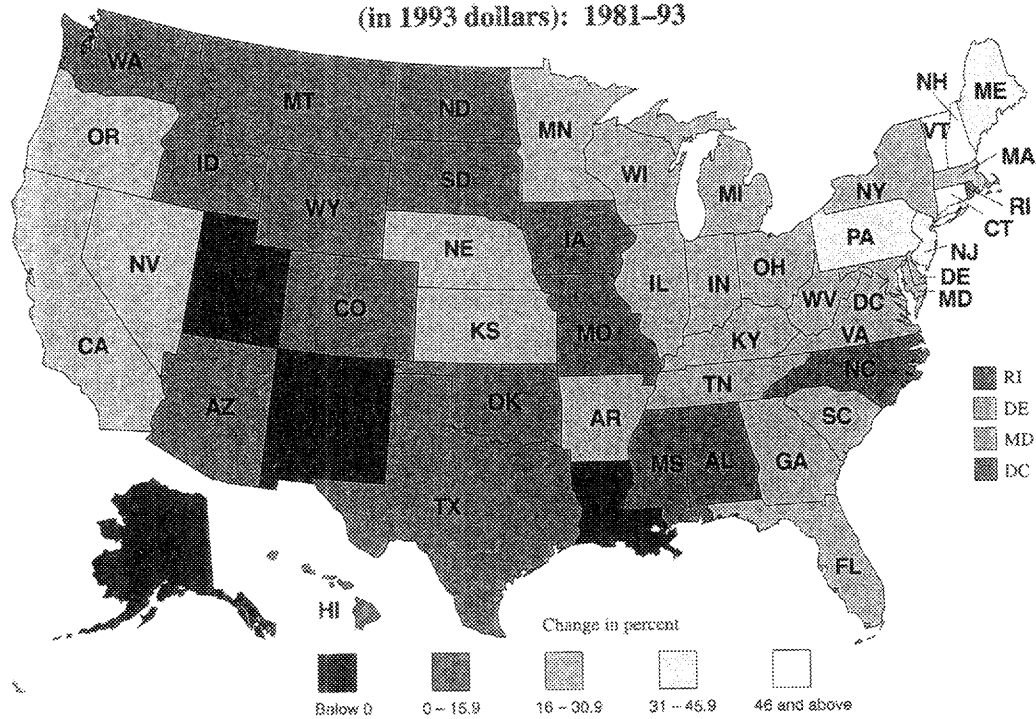 (in 1993 dollars): 1981–93
WA
MT
ND
MN
NH
ME
VT
OR
ID
SD
WI
MI
NY
MA
RI
CT
WY
IA
PA
NJ
NE
NV
OH
DE
IL
IN
MD
CO
WV
DC
KS
MO
KY
VA
CA
NC
TN
RI
AZ
OK
AR
SC
DE
MS
AL
GA
MD
DC
TX
FL
HI
Change in percent
Below 0
0 – 15.9
16 – 30.9
31 – 45.9
46 and above